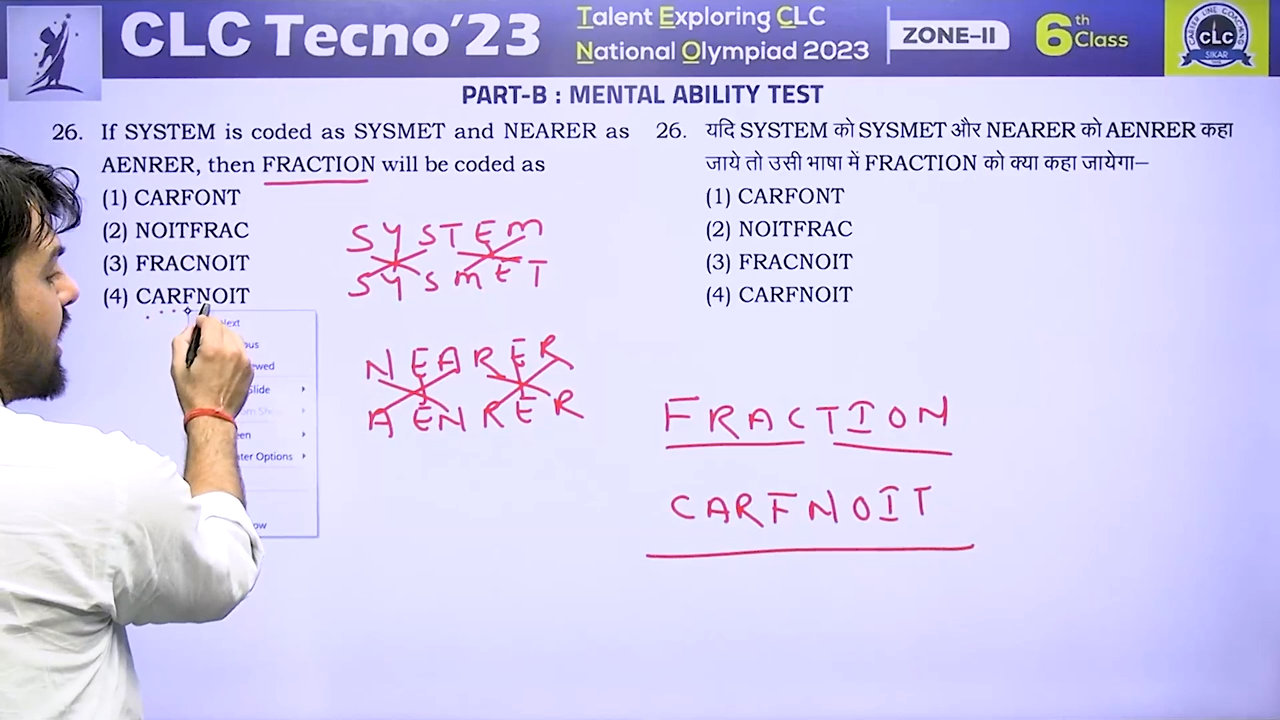 CLC Tecno'23
Talent Exploring CLC
National Olympiad 2023
ZONE–II
6th Class
CAREER LINE COACHING
CLC
SIKAR
PART-B : MENTAL ABILITY TEST
26. If SYSTEM is coded as SYSMET and NEARER as
AENRER, then FRACTION will be coded as
(1) CARFONT
(2) NOITFRAC
(3) FRACNOIT
(4) CARFNOIT
26. यदि SYSTEM को SYSMET और NEARER को AENRER कहा
जाये तो उसी भाषा में FRACTION को क्या कहा जायेगा–
(1) CARFONT
(2) NOITFRAC
(3) FRACNOIT
(4) CARFNOIT
SYSTEM
SYSMET
NEARER
AENRER
FRACTION
CARFNOIT